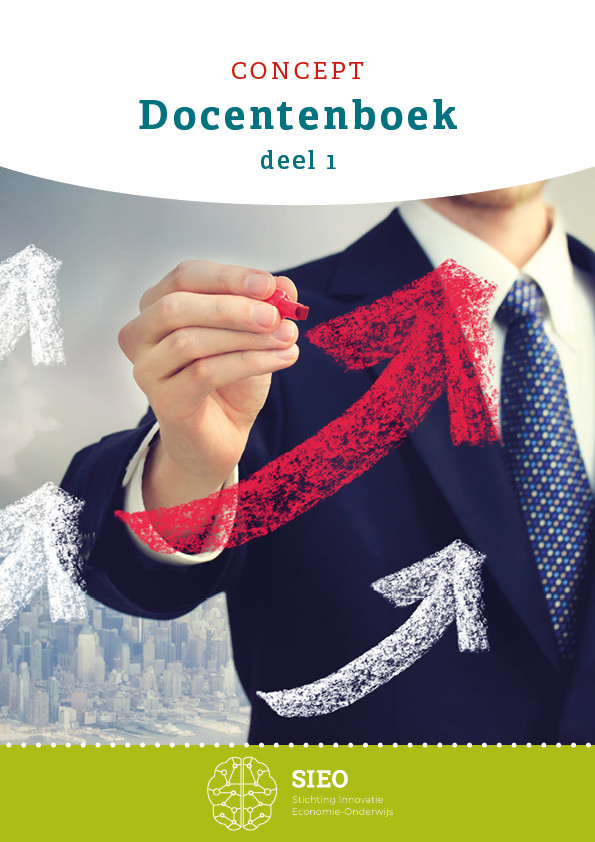 CONCEPT
Docentenboek
deel 1
SIEO
Stichting Innovatie
Economie-Onderwijs